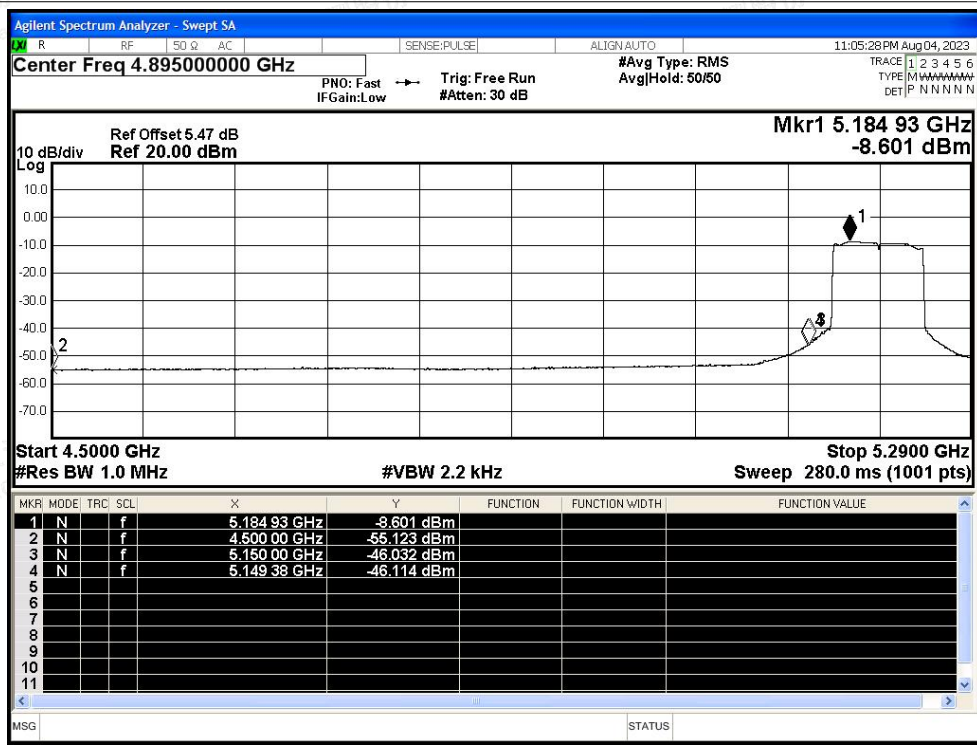 Agilent Spectrum Analyzer - Swept SA
LXI R RF 50 Ω AC SENSE:PULSE ALIGN AUTO 11:05:28 PM Aug 04, 2023
Center Freq 4.895000000 GHz
PNO: Fast
IFGain:Low
Trig: Free Run
#Atten: 30 dB
#Avg Type: RMS
Avg|Hold: 50/50
TRACE 1 2 3 4 5 6
TYPE M
DET P N N N N N
Ref Offset 5.47 dB
Ref 20.00 dBm
10 dB/div
Log
Mkr1 5.184 93 GHz
-8.601 dBm
10.0
0.00
-10.0
-20.0
-30.0
-40.0
-50.0
-60.0
-70.0
1
2
Start 4.5000 GHz
Stop 5.2900 GHz
#Res BW 1.0 MHz
#VBW 2.2 kHz
Sweep 280.0 ms (1001 pts)
MKR MODE TRC SCL X Y FUNCTION FUNCTION WIDTH FUNCTION VALUE
1 N f 5.184 93 GHz -8.601 dBm
2 N f 4.500 00 GHz -55.123 dBm
3 N f 5.150 00 GHz -46.032 dBm
4 N f 5.149 38 GHz -46.114 dBm
5
6
7
8
9
10
11
MSG
STATUS